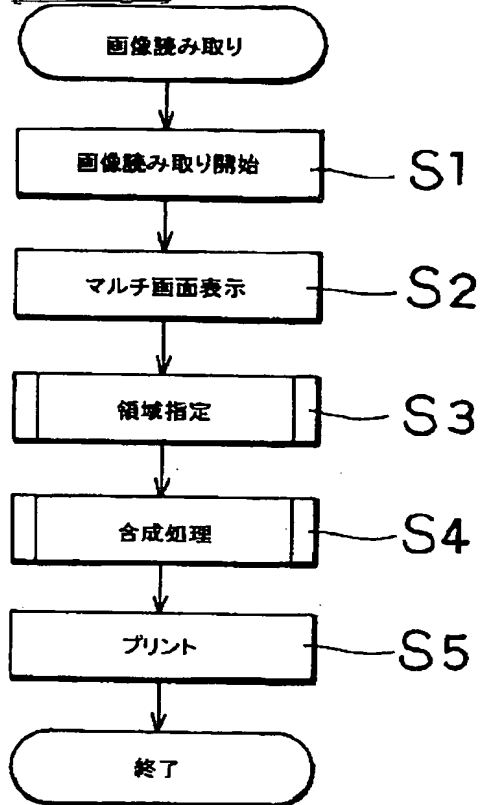 画像読み取り
画像読み取り開始 S1
マルチ画面表示 S2
領域指定 S3
合成処理 S4
プリント S5
終了